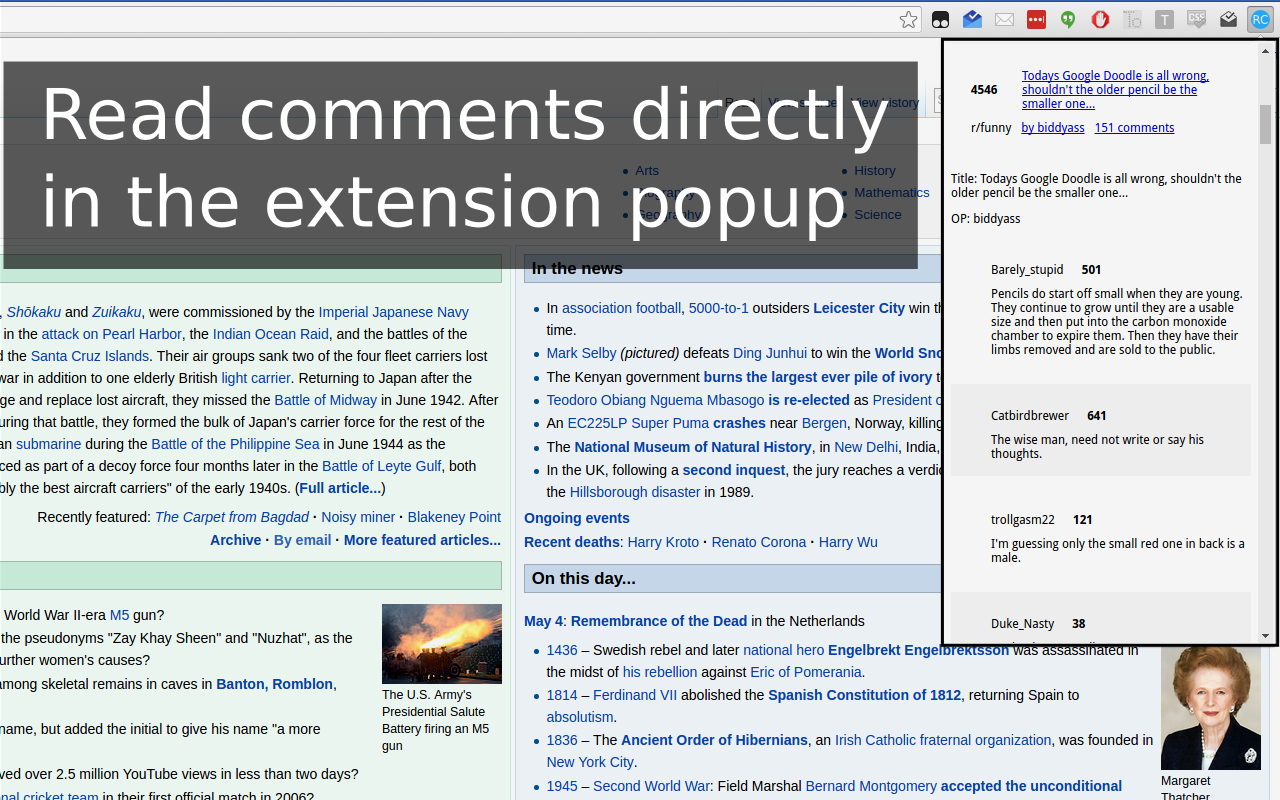 RC
Read comments directly
in the extension popup
View history
Arts
Biography
Geography
History
Mathematics
Science
, Shōkaku and Zuikaku, were commissioned by the Imperial Japanese Navy
in the attack on Pearl Harbor, the Indian Ocean Raid, and the battles of the
d the Santa Cruz Islands. Their air groups sank two of the four fleet carriers lost
war in addition to one elderly British light carrier. Returning to Japan after the
ge and replace lost aircraft, they missed the Battle of Midway in June 1942. After
uring that battle, they formed the bulk of Japan's carrier force for the rest of the
an submarine during the Battle of the Philippine Sea in June 1944 as the
ced as part of a decoy force four months later in the Battle of Leyte Gulf, both
bly the best aircraft carriers" of the early 1940s. (Full article...)
Recently featured: The Carpet from Bagdad · Noisy miner · Blakeney Point
Archive · By email · More featured articles...
World War II-era M5 gun?
the pseudonyms "Zay Khay Sheen" and "Nuzhat", as the
urther women's causes?
among skeletal remains in caves in Banton, Romblon,
name, but added the initial to give his name "a more
ved over 2.5 million YouTube views in less than two days?
nal cricket team in their first official match in 2006?
The U.S. Army's
Presidential Salute
Battery firing an M5
gun
In the news
• In association football, 5000-to-1 outsiders Leicester City win th
time.
• Mark Selby (pictured) defeats Ding Junhui to win the World Sno
• The Kenyan government burns the largest ever pile of ivory t
• Teodoro Obiang Nguema Mbasogo is re-elected as President o
• An EC225LP Super Puma crashes near Bergen, Norway, killing
• The National Museum of Natural History, in New Delhi, India,
• In the UK, following a second inquest, the jury reaches a verdic
the Hillsborough disaster in 1989.
Ongoing events
Recent deaths: Harry Kroto · Renato Corona · Harry Wu
On this day...
May 4: Remembrance of the Dead in the Netherlands
• 1436 – Swedish rebel and later national hero Engelbrekt Engelbrektsson was assassinated in
the midst of his rebellion against Eric of Pomerania.
• 1814 – Ferdinand VII abolished the Spanish Constitution of 1812, returning Spain to
absolutism.
• 1836 – The Ancient Order of Hibernians, an Irish Catholic fraternal organization, was founded in
New York City.
• 1945 – Second World War: Field Marshal Bernard Montgomery accepted the unconditional
Margaret
Thatcher
4546
Todays Google Doodle is all wrong,
shouldn't the older pencil be the
smaller one...
r/funny by biddyass 151 comments
Title: Todays Google Doodle is all wrong, shouldn't the
older pencil be the smaller one...
OP: biddyass
Barely_stupid 501
Pencils do start off small when they are young.
They continue to grow until they are a usable
size and then put into the carbon monoxide
chamber to expire them. Then they have their
limbs removed and are sold to the public.
Catbirdbrewer 641
The wise man, need not write or say his
thoughts.
trollgasm22 121
I'm guessing only the small red one in back is a
male.
Duke_Nasty 38